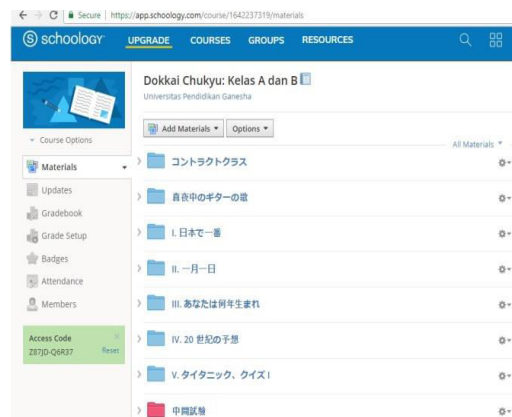 Secure https://app.schoology.com/course/1642237319/materials
S schoology UPGRADE COURSES GROUPS RESOURCES
Dokkai Chukyu: Kelas A dan B
Universitas Pendidikan Ganesha
Course Options
Add Materials Options
All Materials
Materials
Updates
Gradebook
Grade Setup
Badges
Attendance
Members
Access Code
Z87JD-Q6R37 Reset
コントラクトクラス
真夜中のギターの歌
I. 日本で一番
II. 一月一日
III. あなたは何年生まれ
IV. 20 世紀の予想
V. タイタニック、クイズ I
中間試験